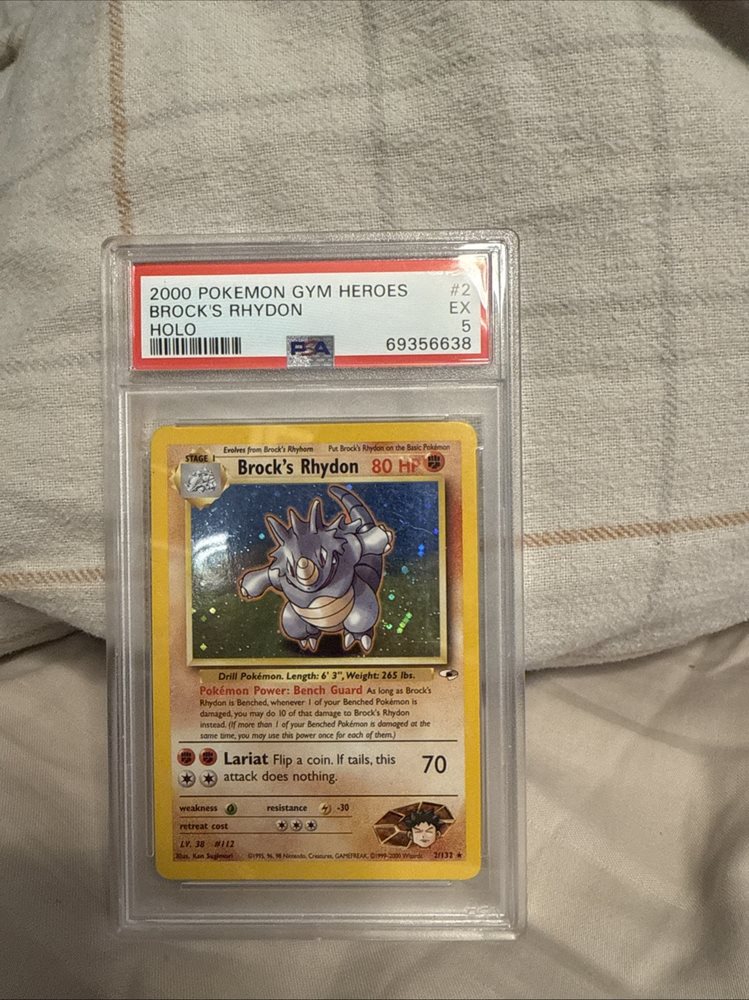 2000 POKEMON GYM HEROES #2
BROCK'S RHYDON EX
HOLO 5
PSA 69356638
Evolves from Brock's Rhyhorn Put Brock's Rhydon on the Basic Pokémon
STAGE 1
Brock's Rhydon 80 HP
Drill Pokémon. Length: 6' 3", Weight: 265 lbs.
Pokémon Power: Bench Guard As long as Brock's
Rhydon is Benched, whenever 1 of your Benched Pokémon is
damaged, you may do 10 of that damage to Brock's Rhydon
instead. (If more than 1 of your Benched Pokémon is damaged at the
same time, you may use this power once for each of them.)
Lariat Flip a coin. If tails, this 70
attack does nothing.
weakness resistance -30
retreat cost
LV. 38 #112
Illus. Ken Sugimori ©1995, 96, 98 Nintendo, Creatures, GAMEFREAK. ©1999-2000 Wizards. 2/132 ★